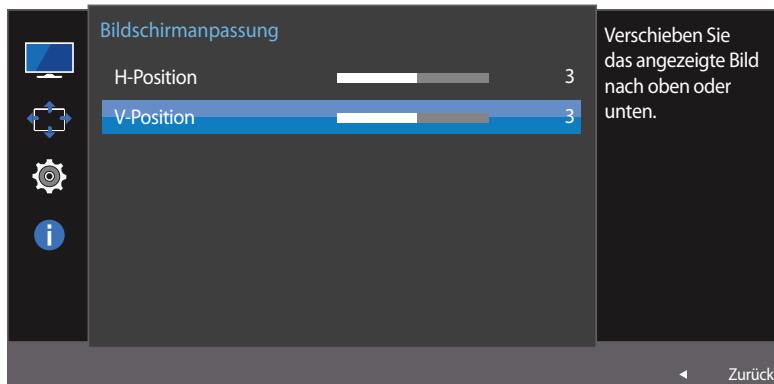 Bildschirmanpassung
H-Position 3
V-Position 3
Verschieben Sie
das angezeigte Bild
nach oben oder
unten.
Zurück